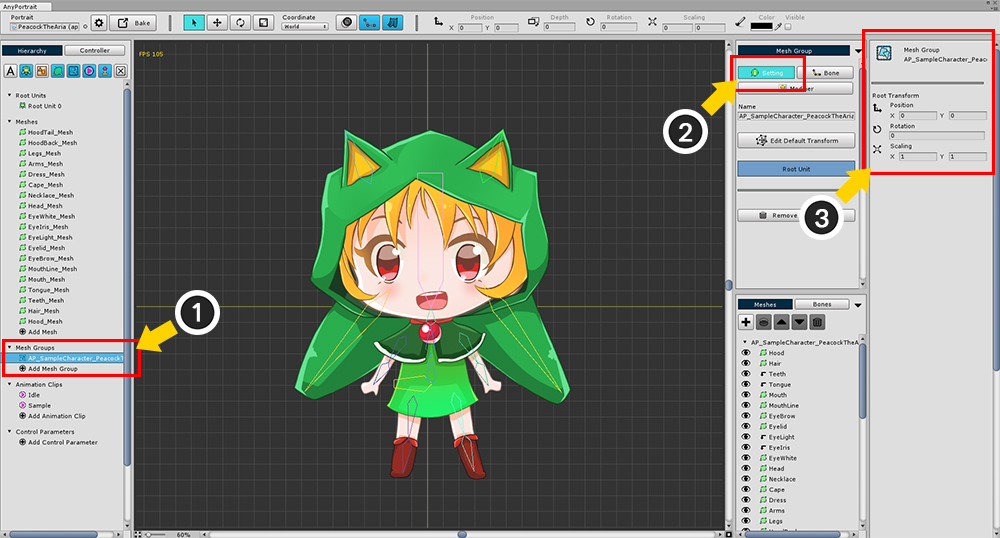 AnyPortrait
Portrait
PeacockTheAria (ap
Bake
Coordinate
World
Position
X 0 Y 0
Depth
0
Rotation
0
Scaling
X 0 Y 0
Color
Visible
Hierarchy
Controller
A
Root Units
Root Unit 0
Meshes
HoodTail_Mesh
HoodBack_Mesh
Legs_Mesh
Arms_Mesh
Dress_Mesh
Cape_Mesh
Necklace_Mesh
Head_Mesh
EyeWhite_Mesh
EyeIris_Mesh
EyeLight_Mesh
Eyelid_Mesh
EyeBrow_Mesh
MouthLine_Mesh
Mouth_Mesh
Tongue_Mesh
Teeth_Mesh
Hair_Mesh
Hood_Mesh
Add Mesh
Mesh Groups
AP_SampleCharacter_PeacockT
Add Mesh Group
Animation Clips
Idle
Sample
Add Animation Clip
Control Parameters
Add Control Parameter
1
FPS 105
60%
Mesh Group
Setting
Bone
Modifier
2
Name
AP_SampleCharacter_PeacockTheAria
Edit Default Transform
Root Unit
Remove
3
Meshes
Bones
AP_SampleCharacter_PeacockTheA
Hood
Hair
Teeth
Tongue
Mouth
MouthLine
EyeBrow
Eyelid
EyeLight
EyeIris
EyeWhite
Head
Necklace
Cape
Dress
Arms
Legs
Mesh Group
AP_SampleCharacter_Peac
Root Transform
Position
X 0 Y 0
Rotation
0
Scaling
X 1 Y 1